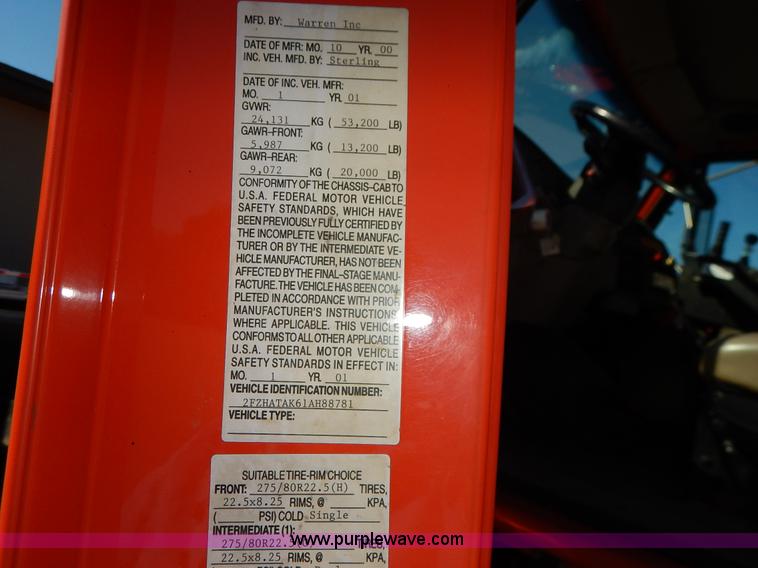 MFD. BY: Warren Inc
DATE OF MFR: MO. 10 YR. 00
INC. VEH. MFD. BY: Sterling
DATE OF INC. VEH. MFR:
MO. 1 YR. 01
GVWR:
24,131 KG ( 53,200 LB)
GAWR-FRONT:
5,987 KG ( 13,200 LB)
GAWR-REAR:
9,072 KG ( 20,000 LB)
CONFORMITY OF THE CHASSIS-CAB TO
U.S.A. FEDERAL MOTOR VEHICLE
SAFETY STANDARDS, WHICH HAVE
BEEN PREVIOUSLY FULLY CERTIFIED BY
THE INCOMPLETE VEHICLE MANUFAC-
TURER OR BY THE INTERMEDIATE VE-
HICLE MANUFACTURER, HAS NOT BEEN
AFFECTED BY THE FINAL-STAGE MANU-
FACTURE. THE VEHICLE HAS BEEN COM-
PLETED IN ACCORDANCE WITH PRIOR
MANUFACTURER'S INSTRUCTIONS
WHERE APPLICABLE. THIS VEHICLE
CONFORMS TO ALL OTHER APPLICABLE
U.S.A. FEDERAL MOTOR VEHICLE
SAFETY STANDARDS IN EFFECT IN:
MO. 1 YR. 01
VEHICLE IDENTIFICATION NUMBER:
2FZHATAK61AH88781
VEHICLE TYPE:
SUITABLE TIRE-RIM CHOICE
FRONT: 275/80R22.5(H) TIRES,
22.5x8.25 RIMS, @ KPA,
( PSI) COLD Single
INTERMEDIATE (1):
275/80R22.5 TIRES,
22.5x8.25 RIMS, @ KPA,
www.purplewave.com